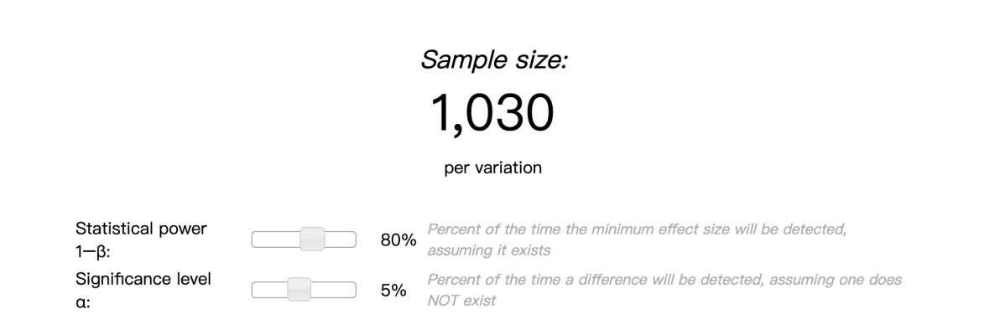 Sample size:
1,030
per variation
Statistical power
1−β:
80%
Percent of the time the minimum effect size will be detected,
assuming it exists
Significance level
α:
5%
Percent of the time a difference will be detected, assuming one does
NOT exist